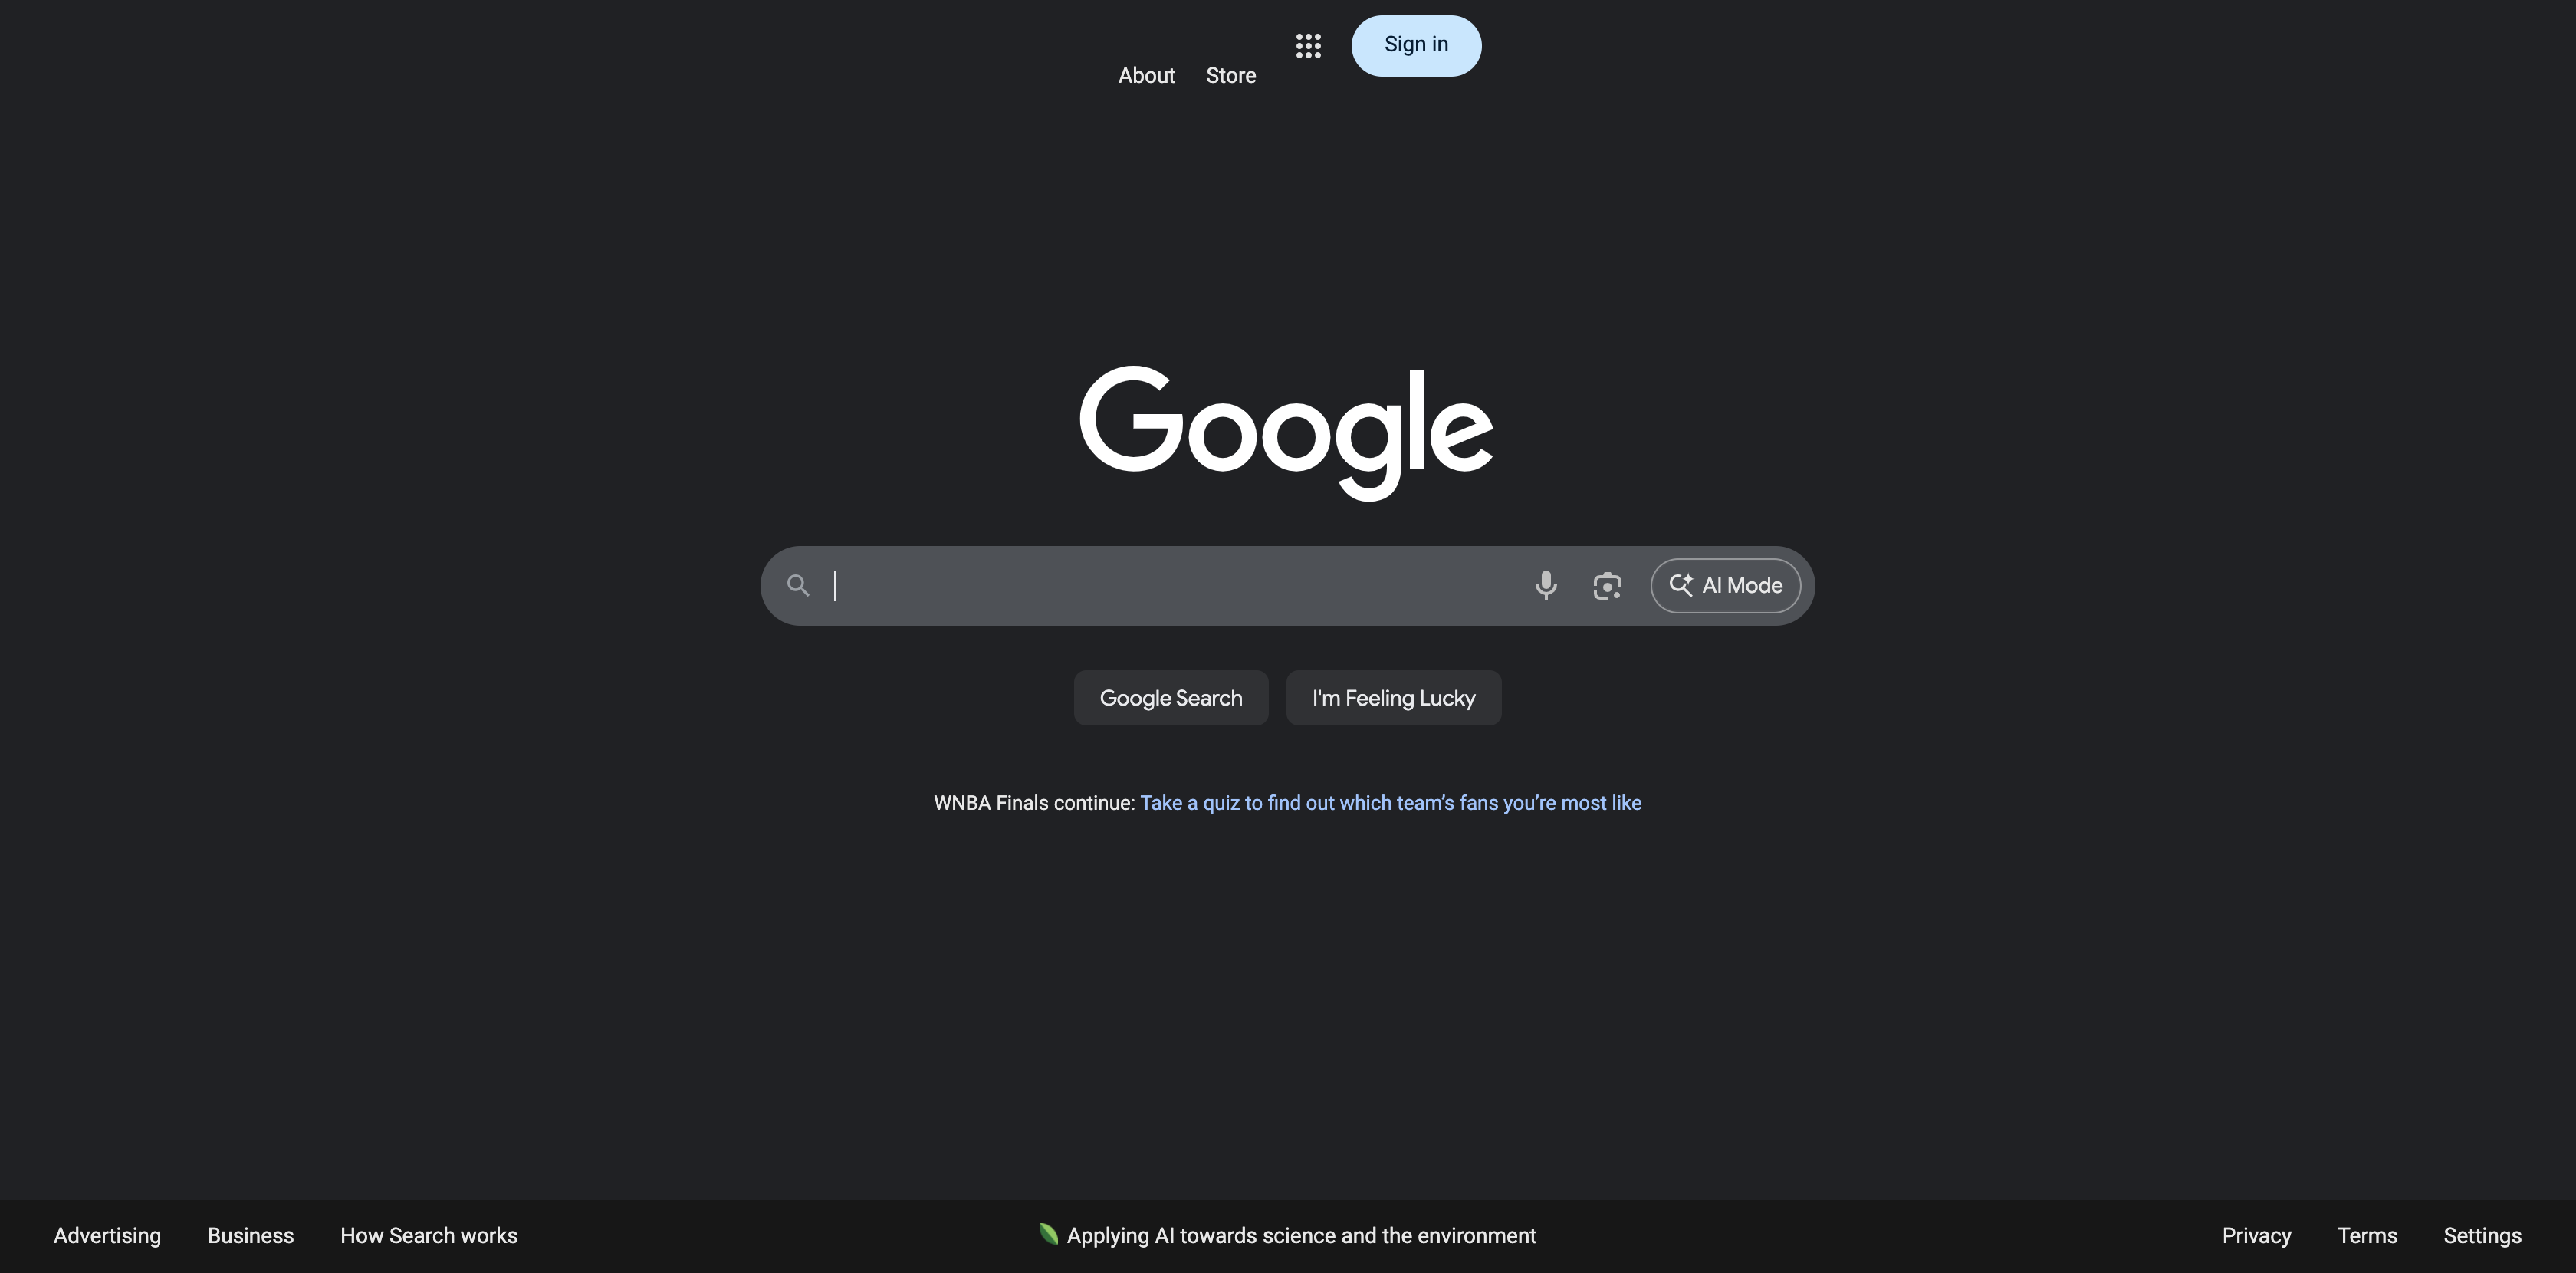 About Store
Sign in
Google
AI Mode
Google Search
I'm Feeling Lucky
WNBA Finals continue: Take a quiz to find out which team’s fans you’re most like
Advertising Business How Search works
Applying AI towards science and the environment
Privacy Terms Settings